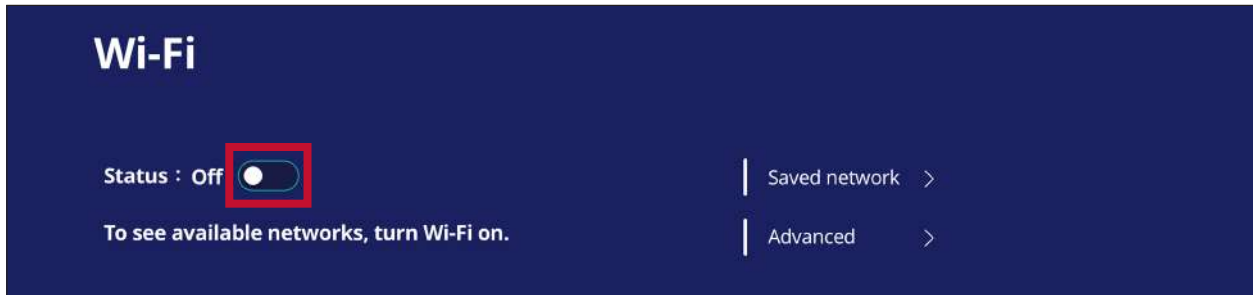 Wi-Fi
Status : Off
To see available networks, turn Wi-Fi on.
Saved network
Advanced